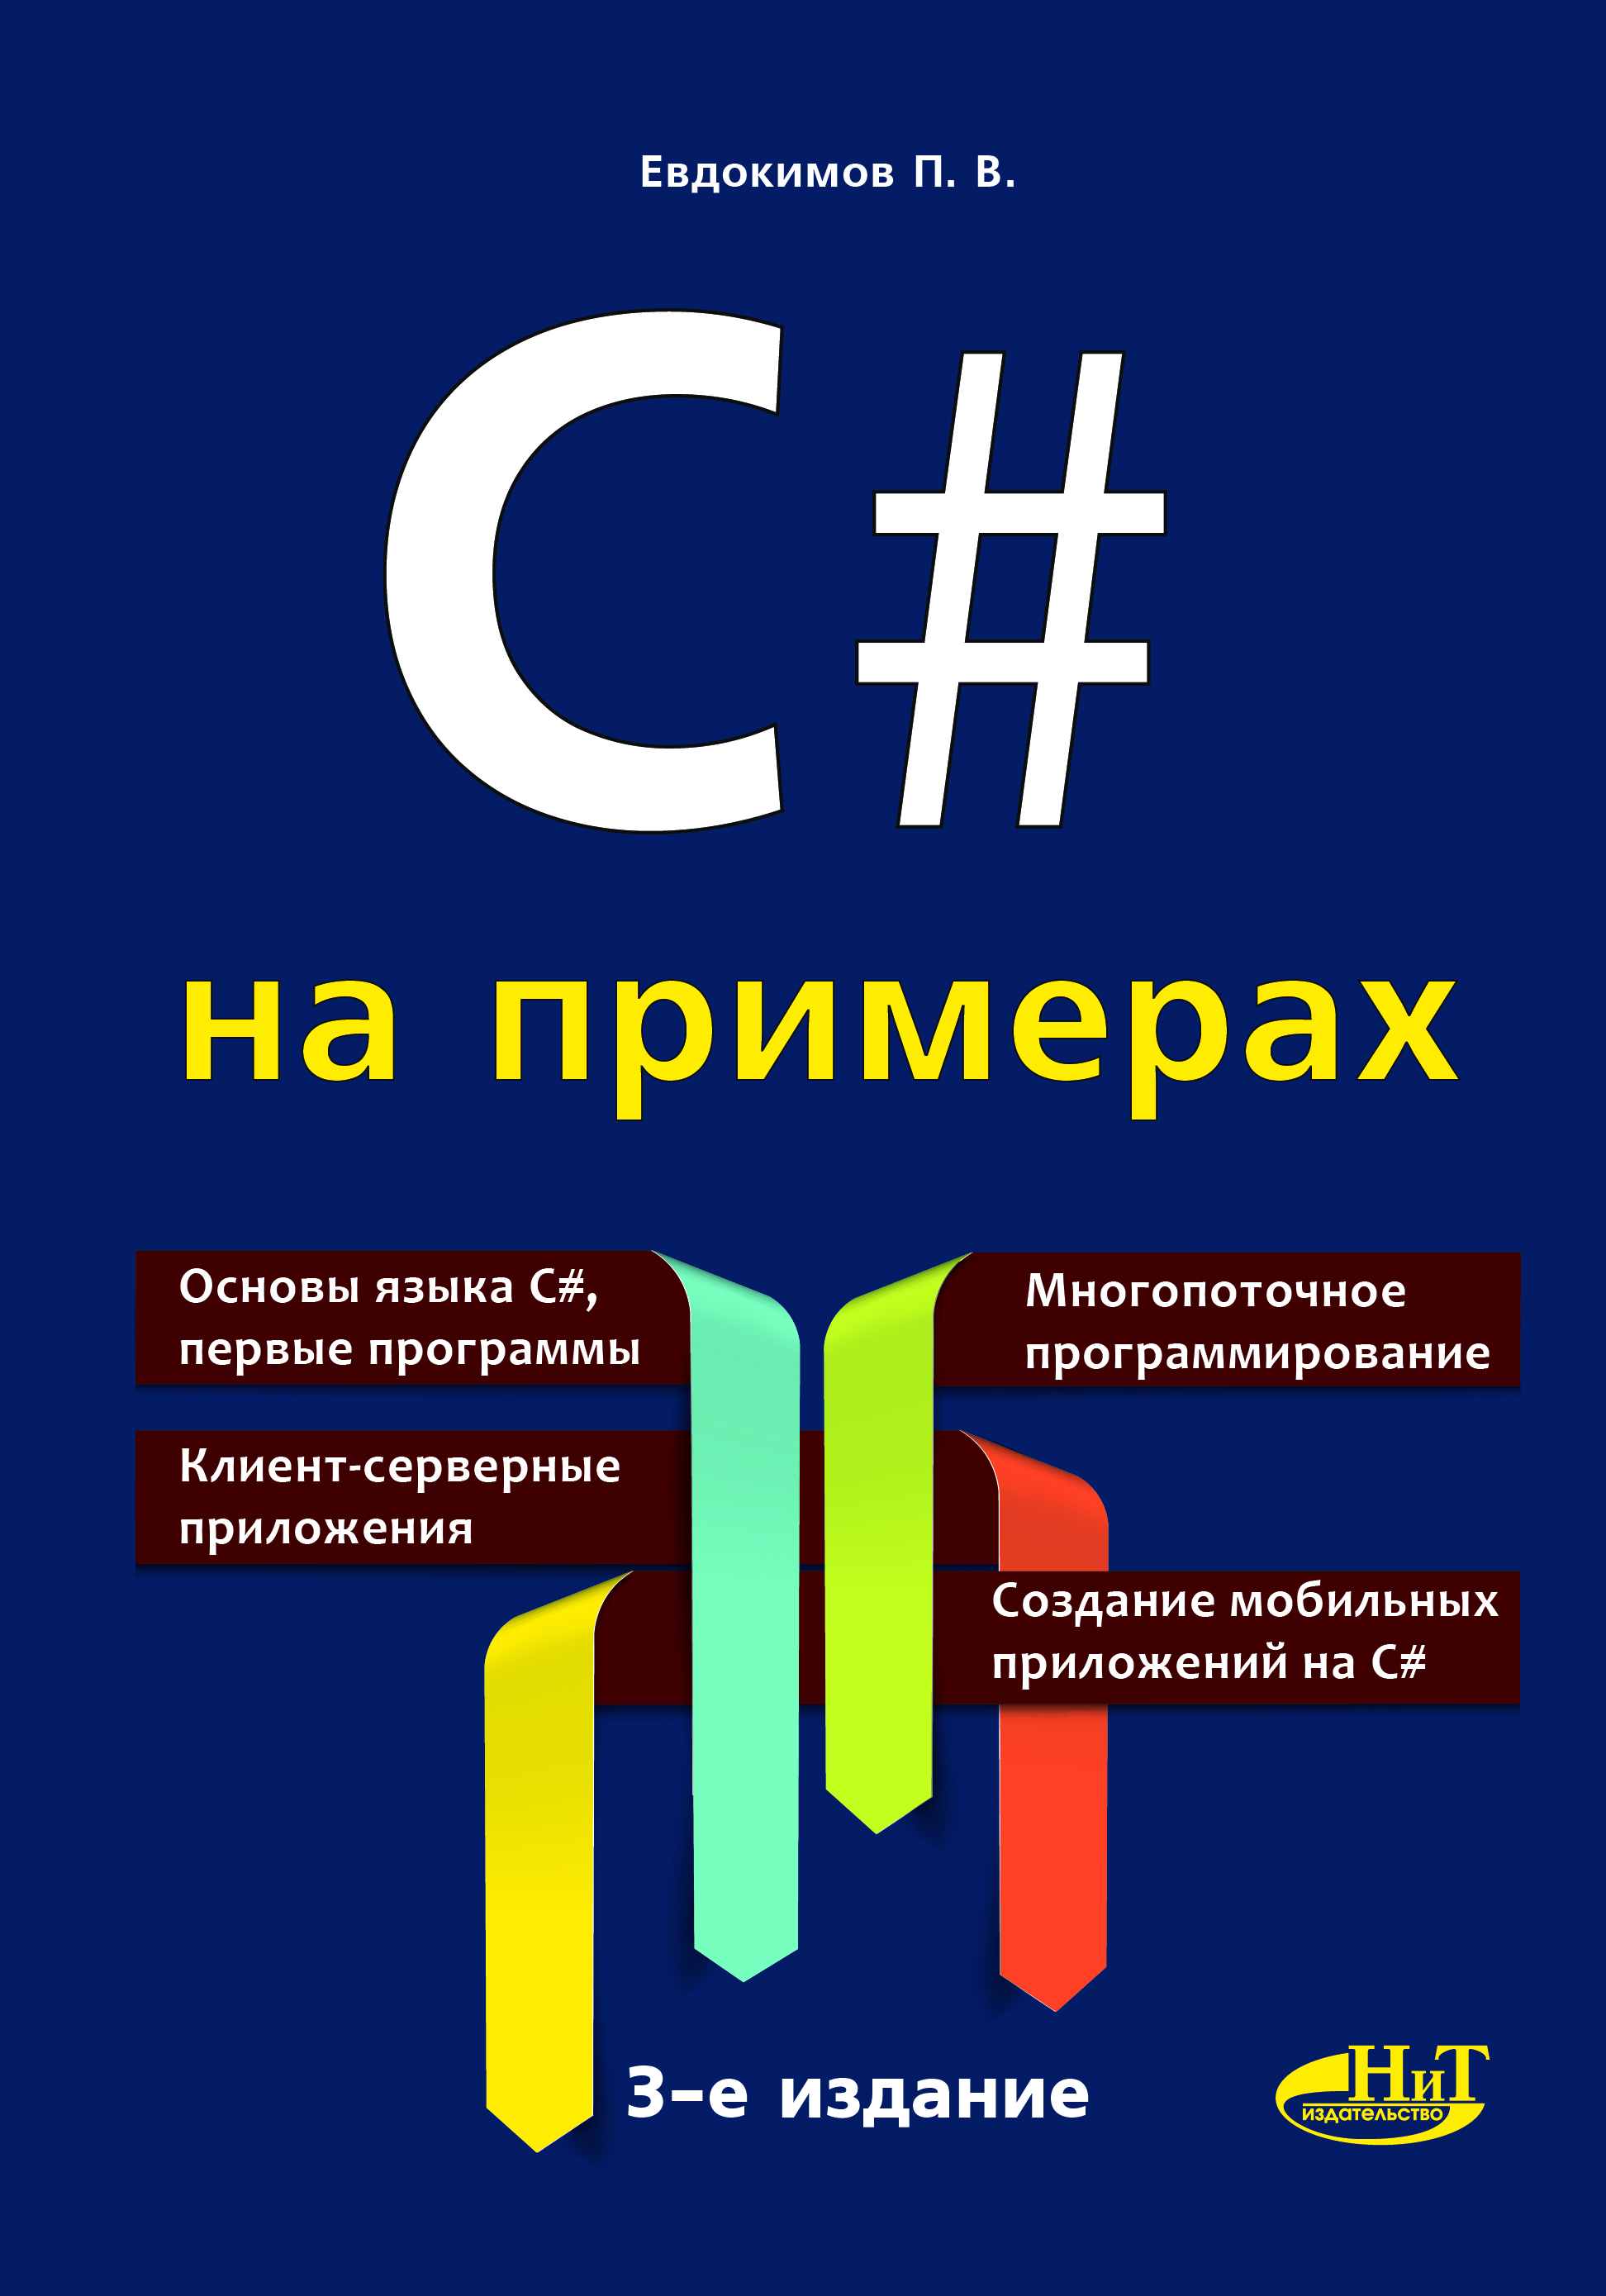 Евдокимов П. В.
C#
на примерах
Основы языка C#,
первые программы
Многопоточное
программирование
Клиент-серверные
приложения
Создание мобильных
приложений на C#
3-е издание
НиТ
издательство